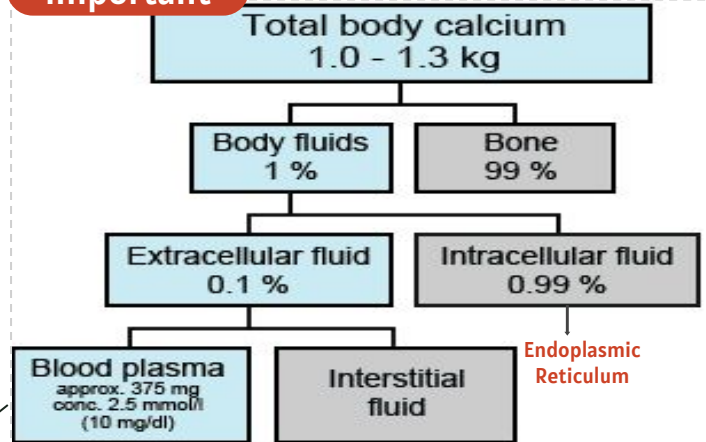 Important
Total body calcium
1.0 - 1.3 kg
Body fluids
1 %
Bone
99 %
Extracellular fluid
0.1 %
Intracellular fluid
0.99 %
Endoplasmic
Reticulum
Blood plasma
approx. 375 mg
conc. 2.5 mmol/l
(10 mg/dl)
Interstitial
fluid